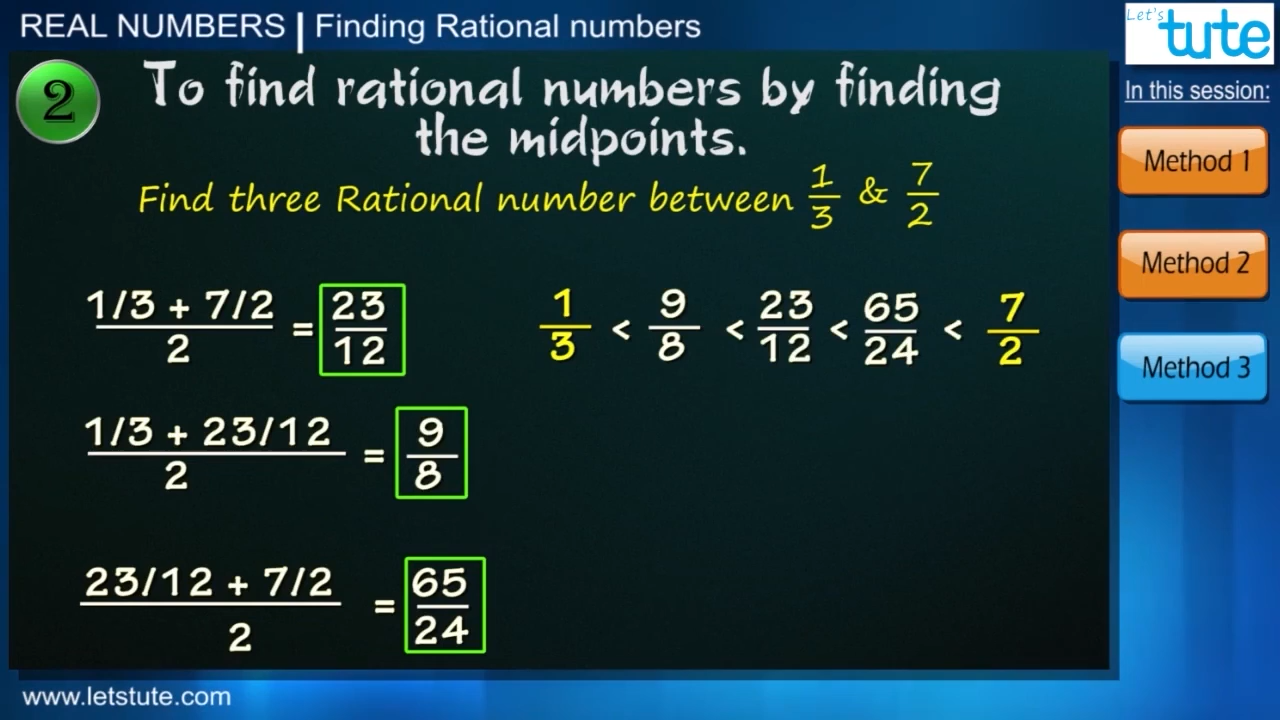 REAL NUMBERS | Finding Rational numbers
Let's
tute
In this session:
Method 1
Method 2
Method 3
2
To find rational numbers by finding
the midpoints.
Find three Rational number between 1/3 & 7/2
1/3 + 7/2
2
= 23/12
1/3 + 23/12
2
= 9/8
23/12 + 7/2
2
= 65/24
1/3 < 9/8 < 23/12 < 65/24 < 7/2
www.letstute.com